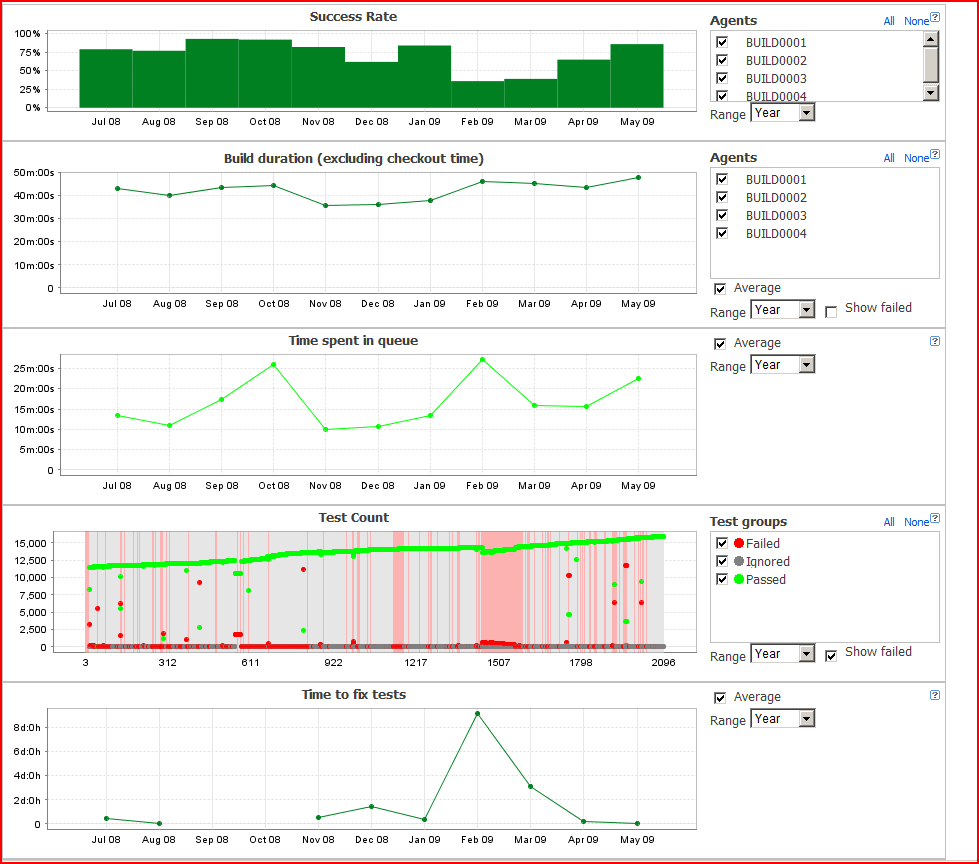 Success Rate
100%
75%
50%
25%
0%
Jul 08 Aug 08 Sep 08 Oct 08 Nov 08 Dec 08 Jan 09 Feb 09 Mar 09 Apr 09 May 09
Agents All None ?
BUILD0001
BUILD0002
BUILD0003
BUILD0004
Range Year
Build duration (excluding checkout time)
50m:00s
40m:00s
30m:00s
20m:00s
10m:00s
0
Jul 08 Aug 08 Sep 08 Oct 08 Nov 08 Dec 08 Jan 09 Feb 09 Mar 09 Apr 09 May 09
Agents All None ?
BUILD0001
BUILD0002
BUILD0003
BUILD0004
Average
Range Year Show failed
Time spent in queue
25m:00s
20m:00s
15m:00s
10m:00s
5m:00s
0
Jul 08 Aug 08 Sep 08 Oct 08 Nov 08 Dec 08 Jan 09 Feb 09 Mar 09 Apr 09 May 09
Average ?
Range Year
Test Count
15,000
12,500
10,000
7,500
5,000
2,500
0
3 312 611 922 1217 1507 1798 2096
Test groups All None ?
Failed
Ignored
Passed
Range Year Show failed
Time to fix tests
8d:0h
6d:0h
4d:0h
2d:0h
0
Jul 08 Aug 08 Sep 08 Oct 08 Nov 08 Dec 08 Jan 09 Feb 09 Mar 09 Apr 09 May 09
Average ?
Range Year